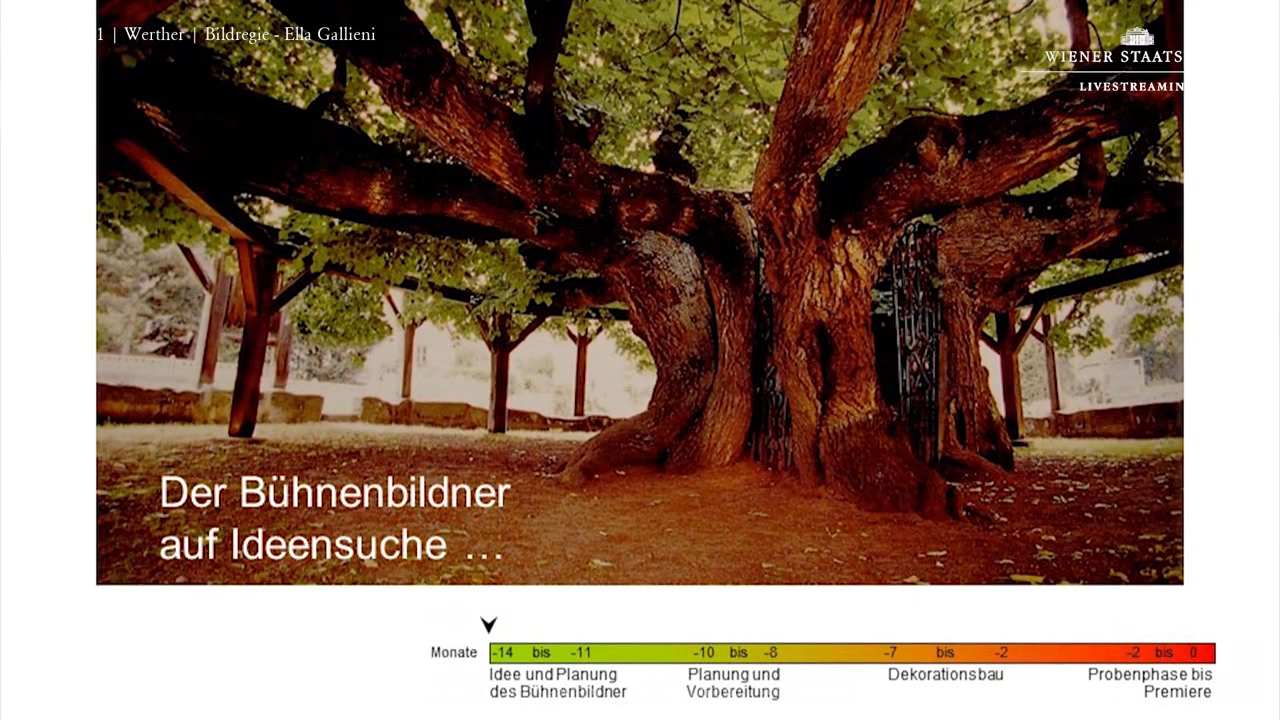 1 | Werther | Bildregie - Ella Gallieni
WIENER STAATS
LIVESTREAMIN
Der Bühnenbildner
auf Ideensuche ...
Monate -14 bis -11 -10 bis -8 -7 bis -2 -2 bis 0
Idee und Planung Planung und Dekorationsbau Probenphase bis
des Bühnenbildner Vorbereitung Premiere